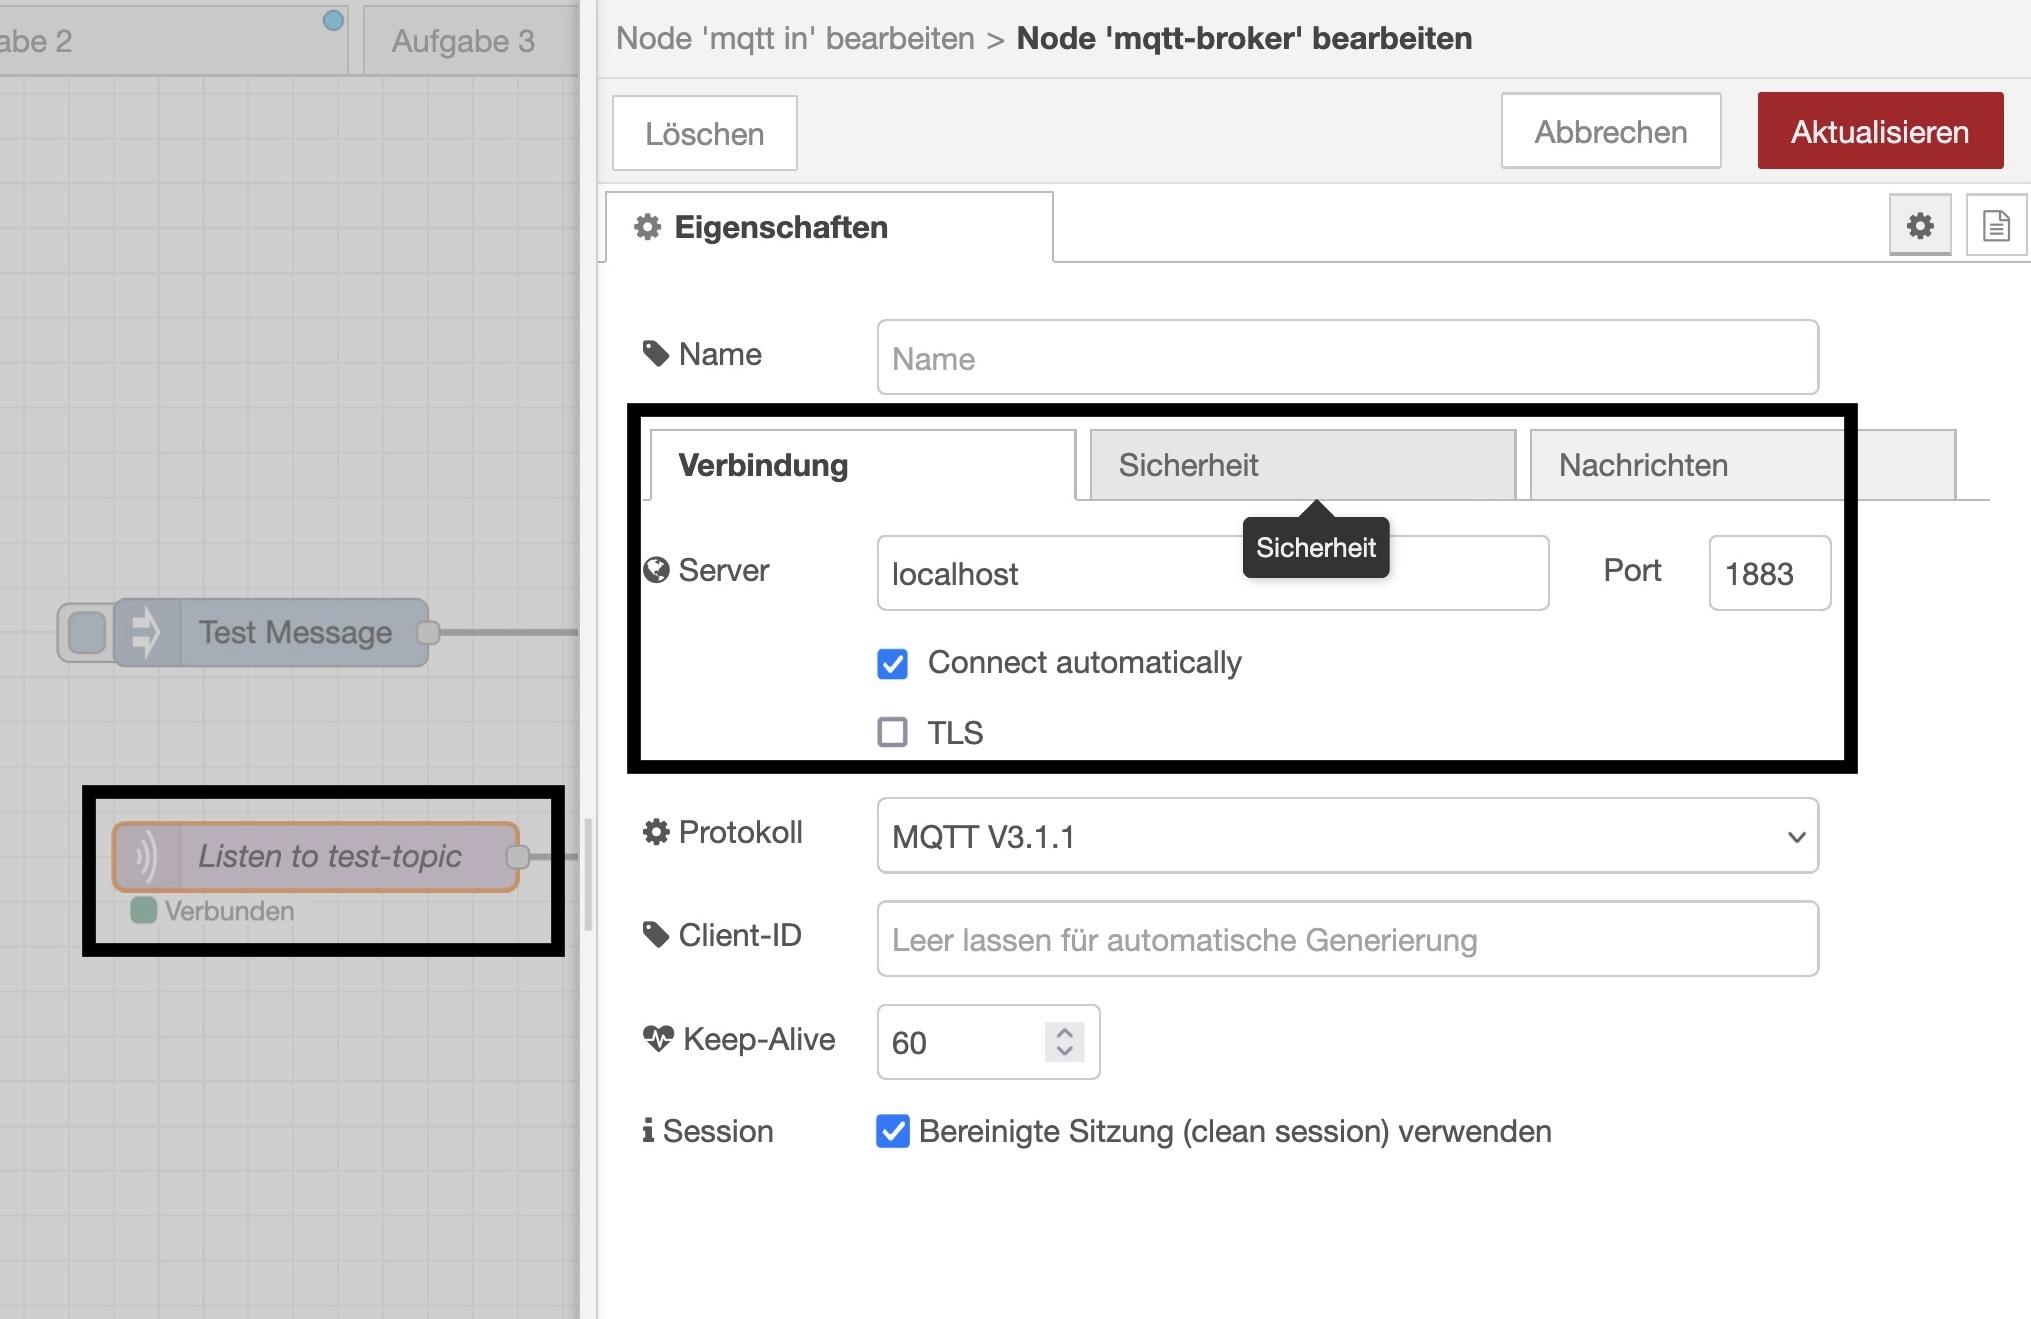 abe 2
Aufgabe 3
Node 'mqtt in' bearbeiten > Node 'mqtt-broker' bearbeiten
Löschen
Abbrechen
Aktualisieren
Eigenschaften
Name
Name
Verbindung
Sicherheit
Nachrichten
Sicherheit
Server
localhost
Port
1883
Connect automatically
TLS
Protokoll
MQTT V3.1.1
Client-ID
Leer lassen für automatische Generierung
Keep-Alive
60
Session
Bereinigte Sitzung (clean session) verwenden
Test Message
Listen to test-topic
Verbunden